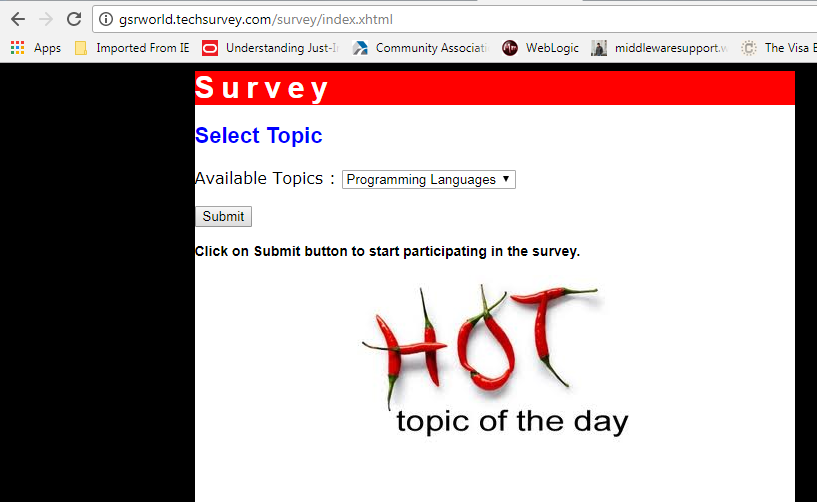 gsrworld.techsurvey.com/survey/index.xhtml
Apps Imported From IE Understanding Just-I Community Associati WebLogic middlewaresupport.w The Visa B
Survey
Select Topic
Available Topics : Programming Languages
Submit
Click on Submit button to start participating in the survey.
HOT
topic of the day